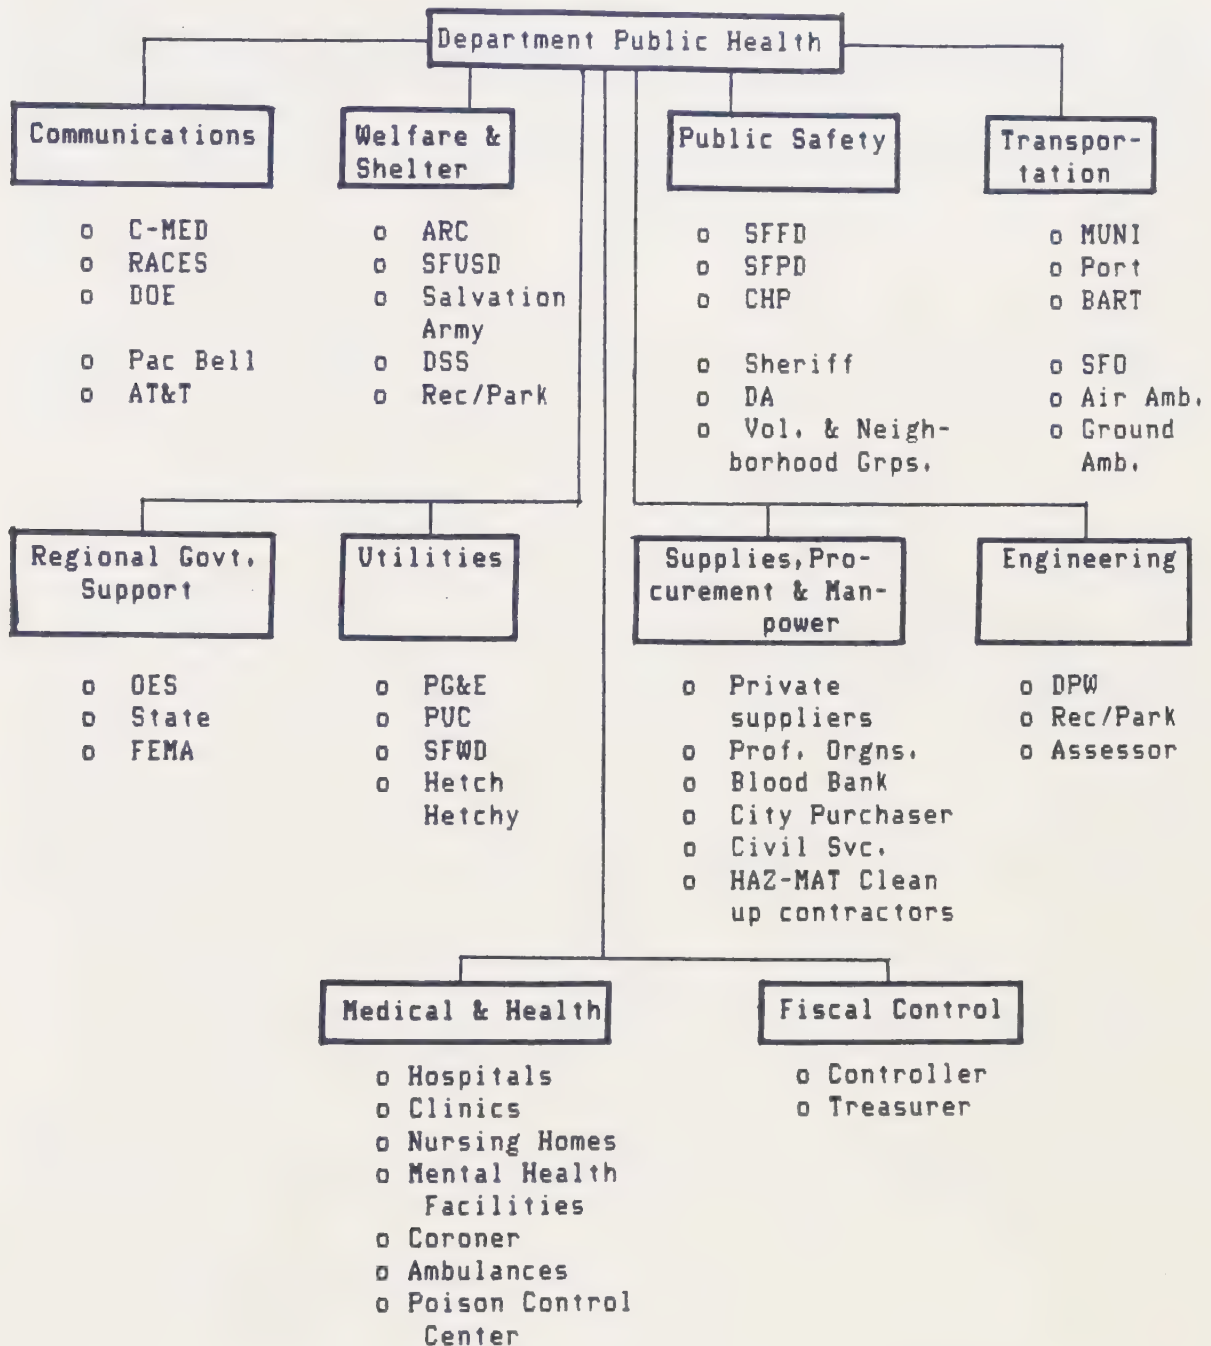 Department Public Health
Communications
o C-MED
o RACES
o DOE
o Pac Bell
o AT&T
Welfare &
Shelter
o ARC
o SFUSD
o Salvation
Army
o DSS
o Rec/Park
Public Safety
o SFFD
o SFPD
o CHP
o Sheriff
o DA
o Vol. & Neigh-
borhood Grps.
Transpor-
tation
o MUNI
o Port
o BART
o SFO
o Air Amb.
o Ground
Amb.
Regional Govt.
Support
o OES
o State
o FEMA
Utilities
o PG&E
o PUC
o SFWD
o Hetch
Hetchy
Supplies,Pro-
curement & Man-
power
o Private
suppliers
o Prof. Orgns.
o Blood Bank
o City Purchaser
o Civil Svc.
o HAZ-MAT Clean
up contractors
Engineering
o DPW
o Rec/Park
o Assessor
Medical & Health
o Hospitals
o Clinics
o Nursing Homes
o Mental Health
Facilities
o Coroner
o Ambulances
o Poison Control
Center
Fiscal Control
o Controller
o Treasurer